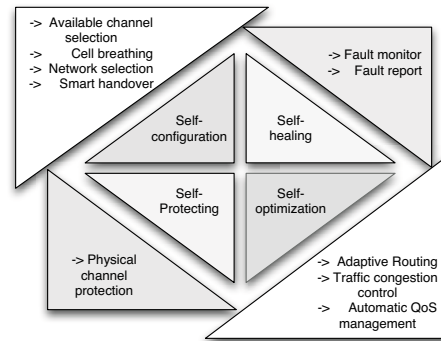 -> Available channel
selection
-> Cell breathing
-> Network selection
-> Smart handover
-> Fault monitor
-> Fault report
Self-
configuration
Self-
healing
Self-
Protecting
Self-
optimization
-> Physical
channel
protection
-> Adaptive Routing
-> Traffic congestion
control
-> Automatic QoS
management